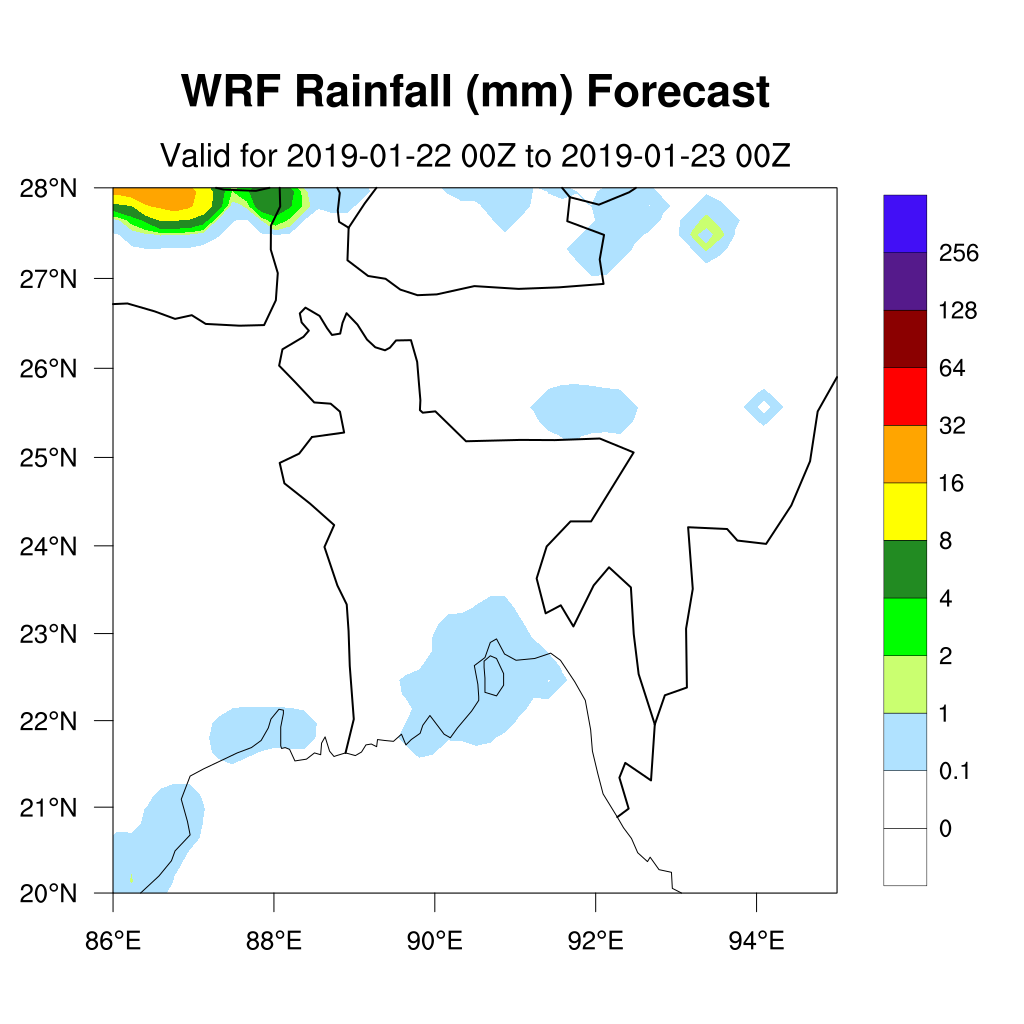 WRF Rainfall (mm) Forecast
Valid for 2019-01-22 00Z to 2019-01-23 00Z
28°N
27°N
26°N
25°N
24°N
23°N
22°N
21°N
20°N
86°E 88°E 90°E 92°E 94°E
256
128
64
32
16
8
4
2
1
0.1
0